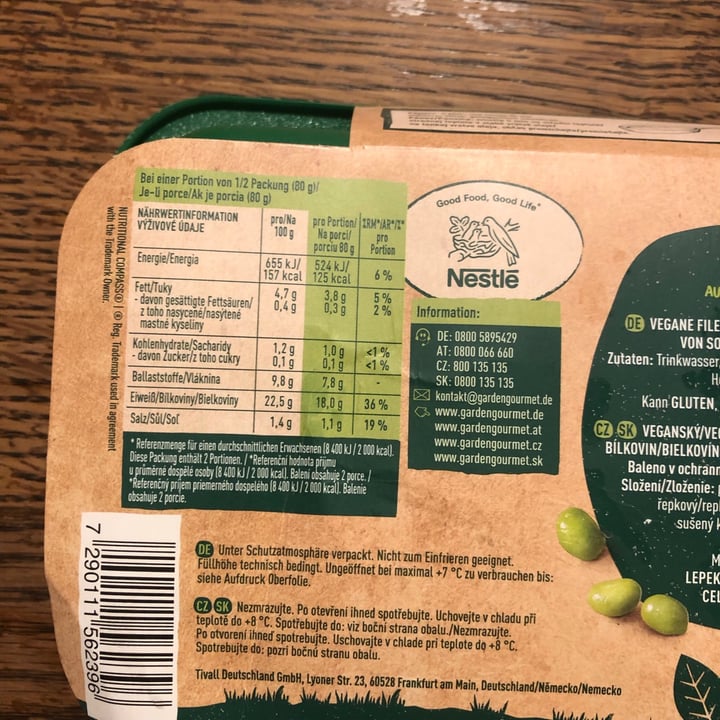 Bei einer Portion von 1/2 Packung (80 g)/
Je-li porce/Ak je porcia (80 g)
NÄHRWERTINFORMATION pro/Na pro Portion/ %RM*/AR*/%*
VÝŽIVOVÉ ÚDAJE 100 g Na porci/ pro
porciu 80 g Portion
Energie/Energia 655 kJ/ 524 kJ/
157 kcal 125 kcal 6 %
Fett/Tuky 4,7 g 3,8 g 5 %
- davon gesättigte Fettsäuren/ 0,4 g 0,3 g 2 %
z toho nasycené/nasýtené
mastné kyseliny
Kohlenhydrate/Sacharidy 1,2 g 1,0 g <1 %
- davon Zucker/z toho cukry 0,1 g 0,1 g <1 %
Ballaststoffe/Vláknina 9,8 g 7,8 g -
Eiweiß/Bílkoviny/Bielkoviny 22,5 g 18,0 g 36 %
Salz/Sůl/Soľ 1,4 g 1,1 g 19 %
* Referenzmenge für einen durchschnittlichen Erwachsenen (8 400 kJ / 2 000 kcal).
Diese Packung enthält 2 Portionen. / *Referenční hodnota příjmu
u průměrné dospělé osoby (8 400 kJ / 2 000 kcal). Balení obsahuje 2 porce. /
*Referenčný príjem priemerného dospelého (8 400 kJ / 2 000 kcal). Balenie
obsahuje 2 porcie.
NUTRITIONAL COMPASS® | ® Reg. Trademark used in agreement
with the Trademark Owner.
Good Food, Good Life*
Nestlē
Information:
DE: 0800 5895429
AT: 0800 066 660
CZ: 800 135 135
SK: 0800 135 135
kontakt@gardengourmet.de
www.gardengourmet.de
www.gardengourmet.at
www.gardengourmet.cz
www.gardengourmet.sk
AU
DE VEGANE FILE
VON SO
Zutaten: Trinkwasser,
H
Kann GLUTEN,
CZ SK VEGANSKÝ/VEG
BÍLKOVIN/BIELKOVÍN
Baleno v ochrann
Složení/Zloženie: p
řepkový/rep
sušený k
M
LEPEK
CEL
DE Unter Schutzatmosphäre verpackt. Nicht zum Einfrieren geeignet.
Füllhöhe technisch bedingt. Ungeöffnet bei maximal +7 °C zu verbrauchen bis:
siehe Aufdruck Oberfolie.
CZ SK Nezmrazujte. Po otevření ihned spotřebujte. Uchovejte v chladu při
teplotě do +8 °C. Spotřebujte do: viz boční strana obalu./Nezmrazujte.
Po otvorení ihneď spotrebujte. Uschovajte v chlade pri teplote do +8 °C.
Spotrebujte do: pozri bočnú stranu obalu.
Tivall Deutschland GmbH, Lyoner Str. 23, 60528 Frankfurt am Main, Deutschland/Německo/Nemecko
7 290111 562396